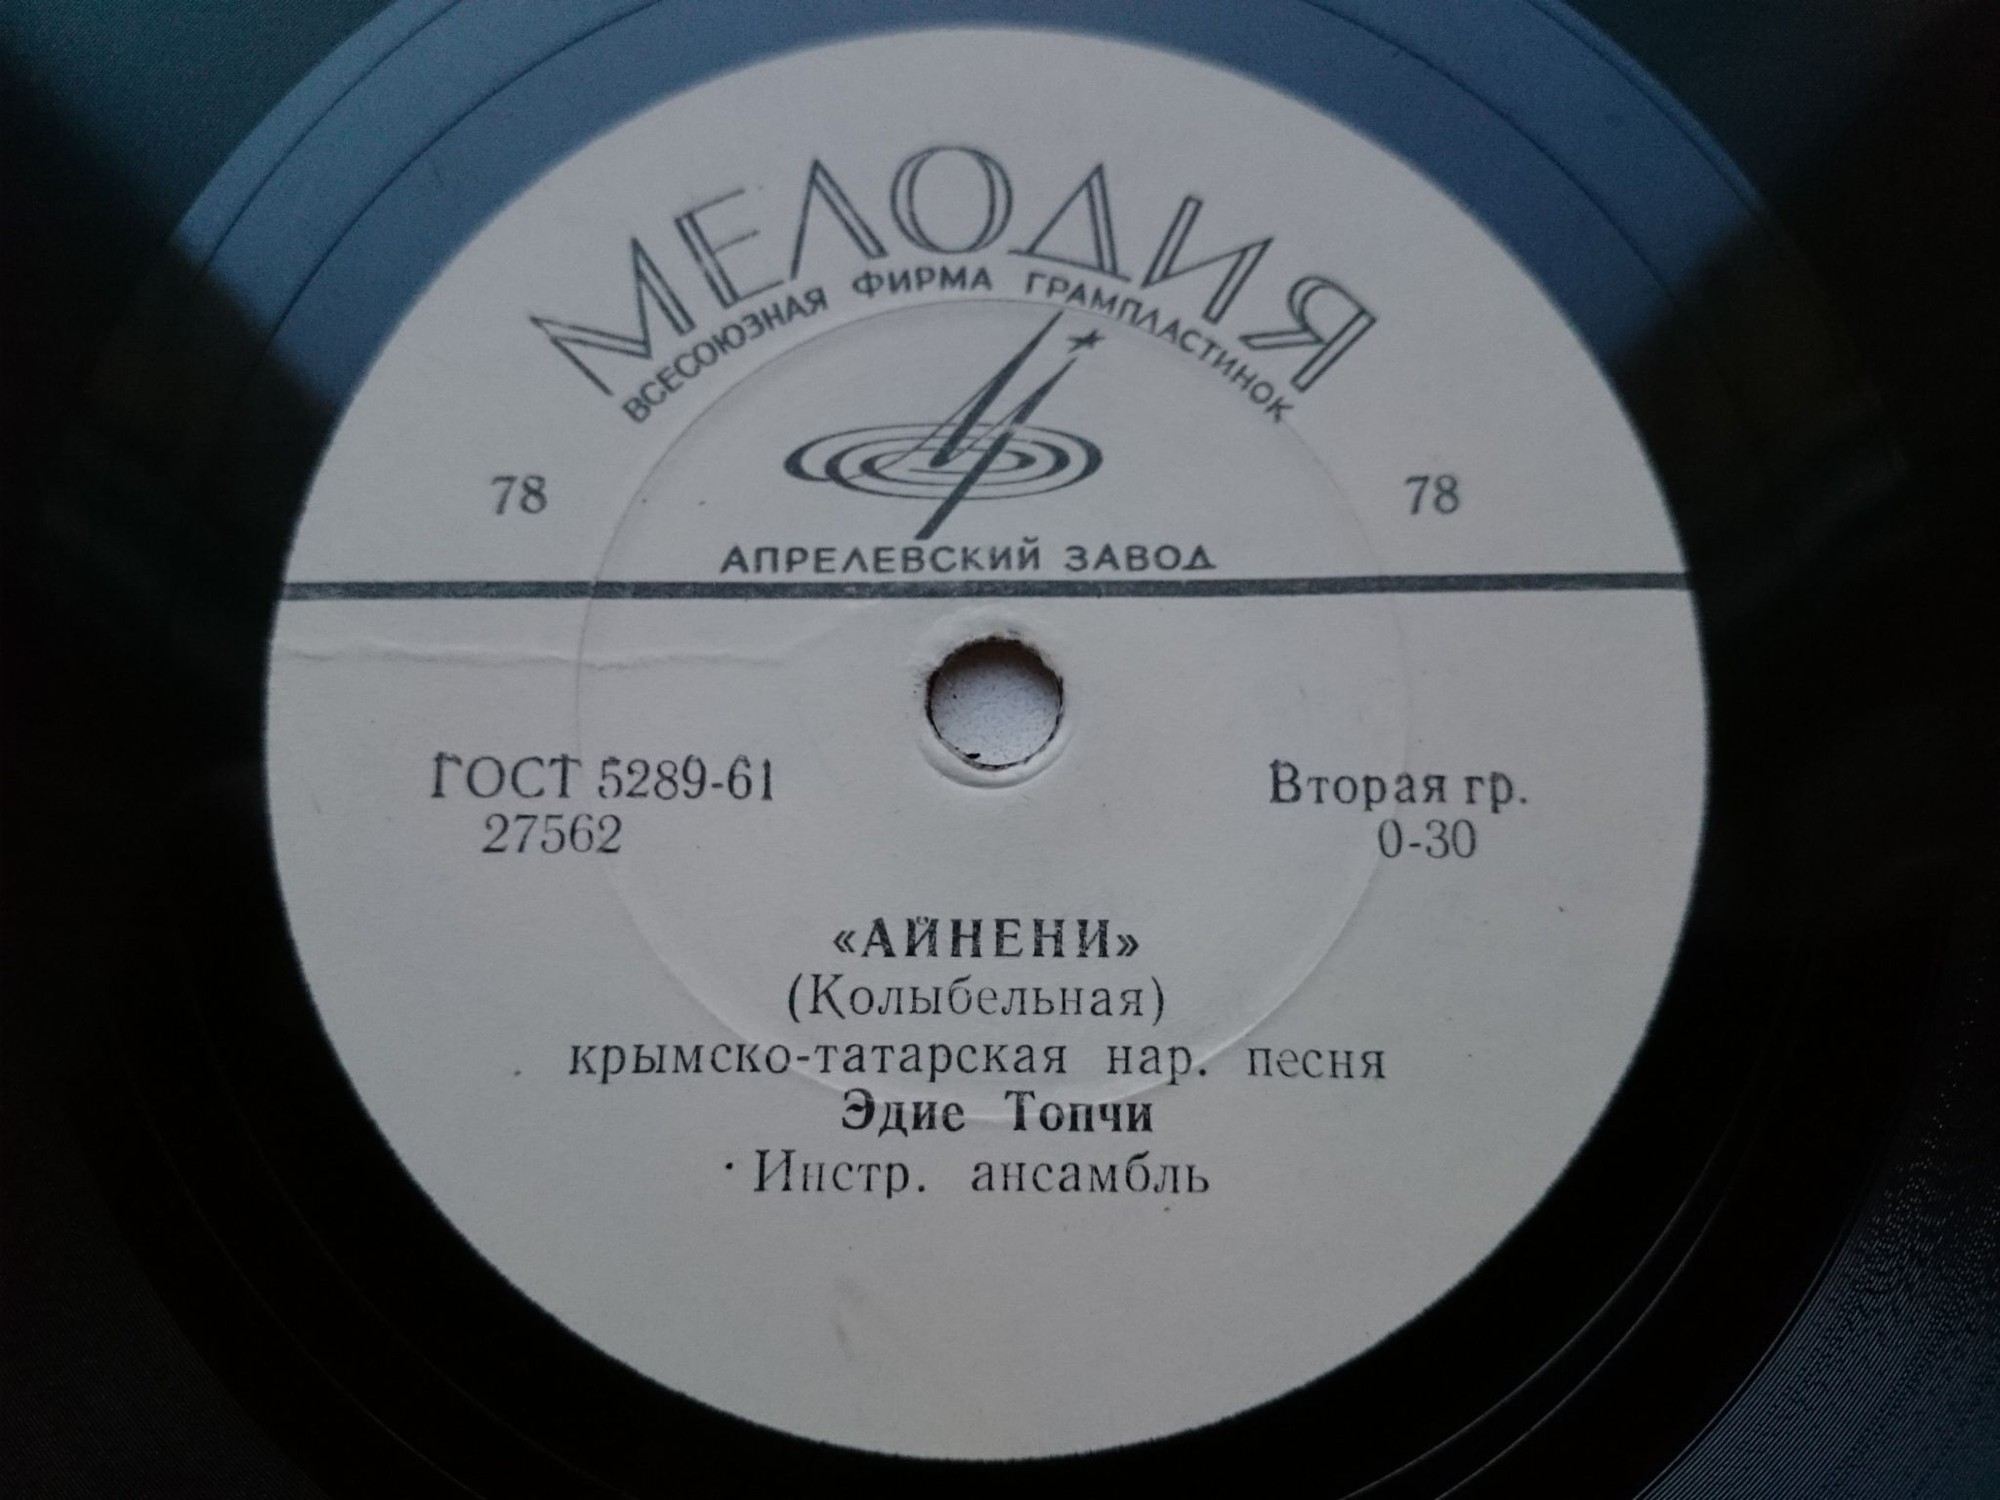 МЕЛОДИЯ
ВСЕСОЮЗНАЯ ФИРМА ГРАМПЛАСТИНОК
78 78
АПРЕЛЕВСКИЙ ЗАВОД
ГОСТ 5289-61 Вторая гр.
27562 0-30
«АЙНЕНИ»
(Колыбельная)
крымско-татарская нар. песня
Эдие Топчи
Инстр. ансамбль